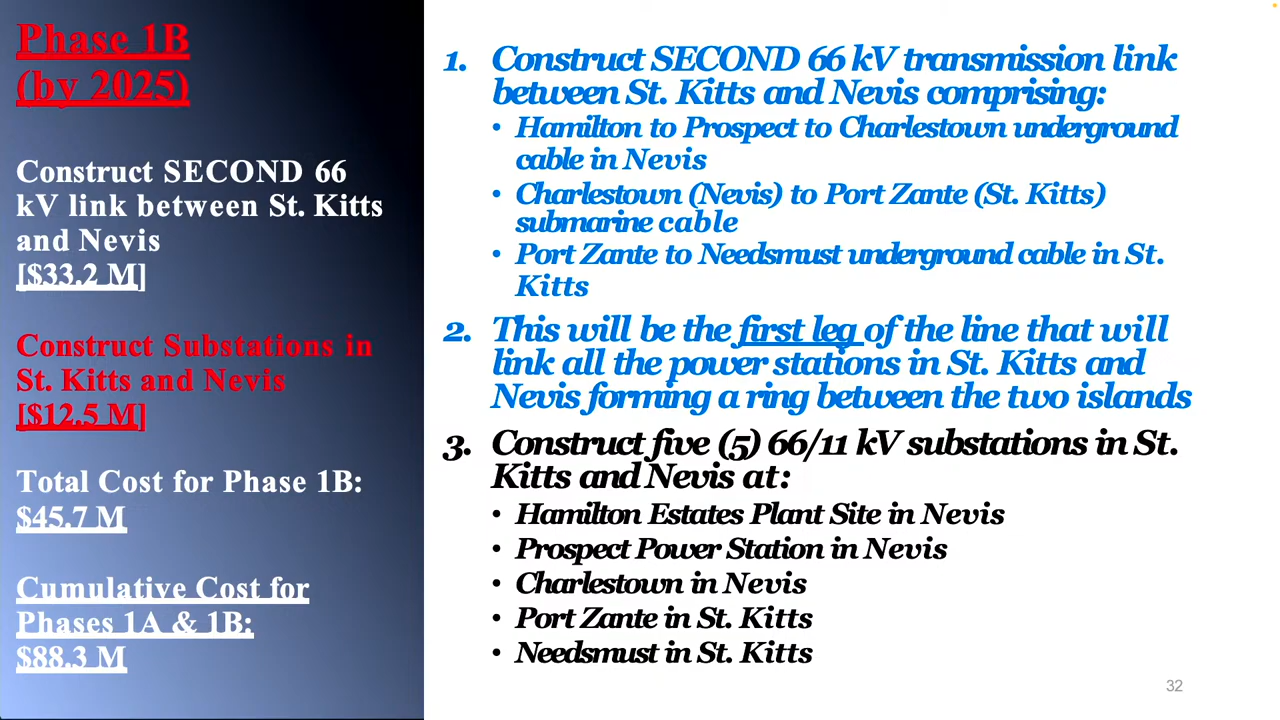 Phase 1B
(by 2025)
Construct SECOND 66
kV link between St. Kitts
and Nevis
[$33.2 M]
Construct Substations in
St. Kitts and Nevis
[$12.5 M]
Total Cost for Phase 1B:
$45.7 M
Cumulative Cost for
Phases 1A & 1B:
$88.3 M
1. Construct SECOND 66 kV transmission link
between St. Kitts and Nevis comprising:
• Hamilton to Prospect to Charlestown underground
cable in Nevis
• Charlestown (Nevis) to Port Zante (St. Kitts)
submarine cable
• Port Zante to Needsmust underground cable in St.
Kitts
2. This will be the first leg of the line that will
link all the power stations in St. Kitts and
Nevis forming a ring between the two islands
3. Construct five (5) 66/11 kV substations in St.
Kitts and Nevis at:
• Hamilton Estates Plant Site in Nevis
• Prospect Power Station in Nevis
• Charlestown in Nevis
• Port Zante in St. Kitts
• Needsmust in St. Kitts
32